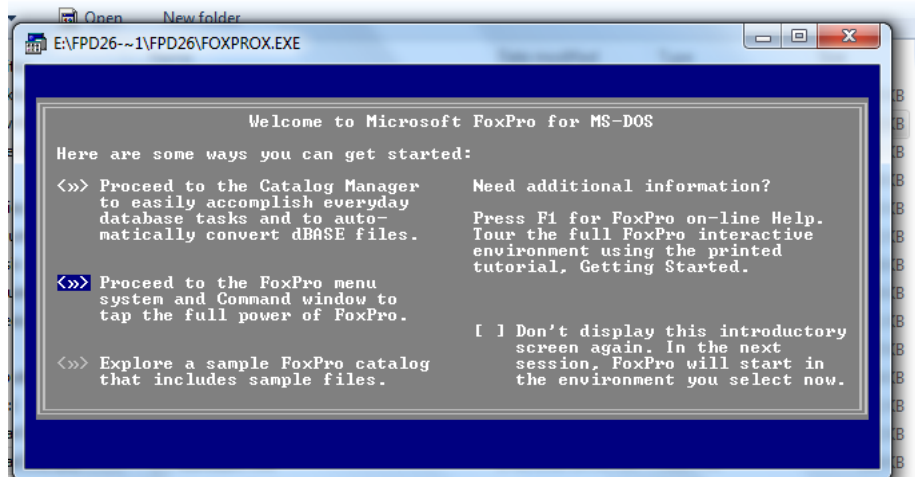 Open New folder
E:\FPD26-~1\FPD26\FOXPROX.EXE
Welcome to Microsoft FoxPro for MS-DOS
Here are some ways you can get started:
<»> Proceed to the Catalog Manager
to easily accomplish everyday
database tasks and to auto-
matically convert dBASE files.
<»> Proceed to the FoxPro menu
system and Command window to
tap the full power of FoxPro.
<»> Explore a sample FoxPro catalog
that includes sample files.
Need additional information?
Press F1 for FoxPro on-line Help.
Tour the full FoxPro interactive
environment using the printed
tutorial, Getting Started.
[ ] Don't display this introductory
screen again. In the next
session, FoxPro will start in
the environment you select now.